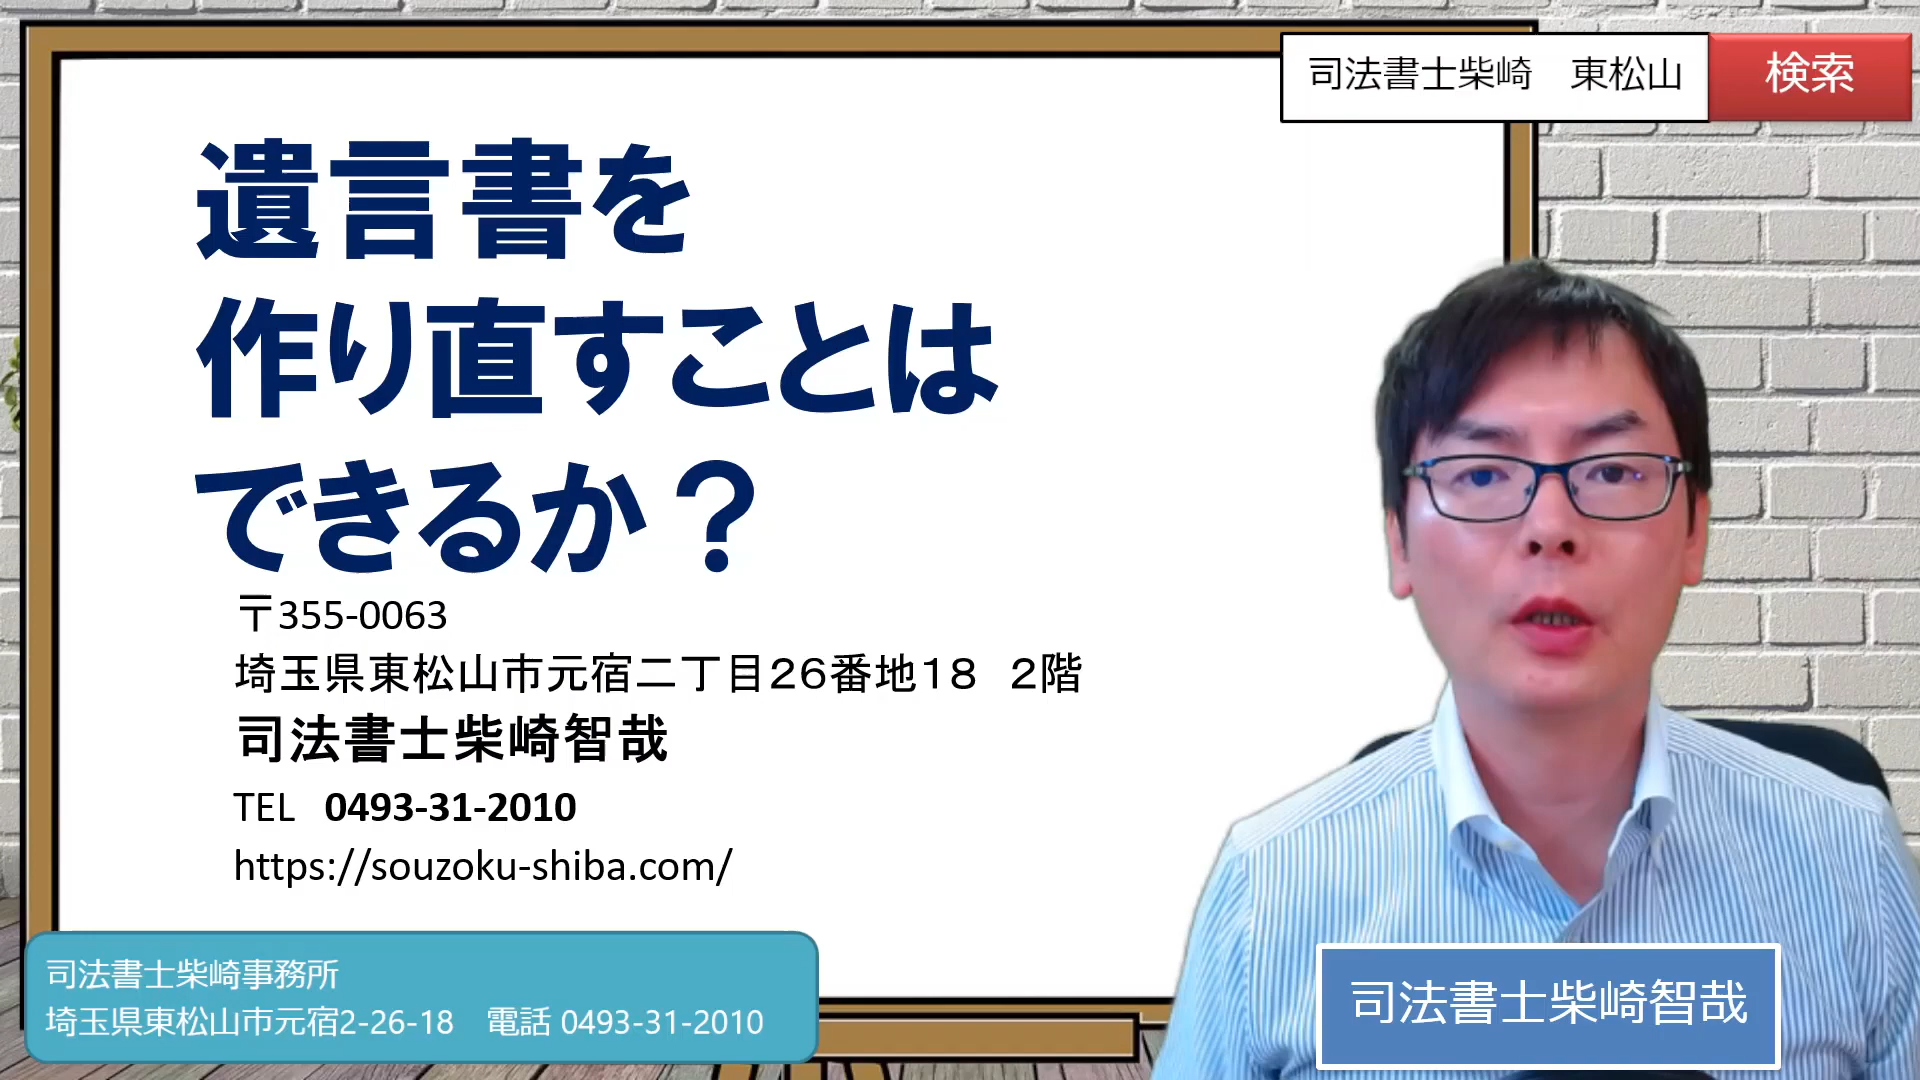 司法書士柴崎　東松山
検索
遺言書を
作り直すことは
できるか？
〒355-0063
埼玉県東松山市元宿二丁目２６番地１８　２階
司法書士柴崎智哉
TEL 0493-31-2010
https://souzoku-shiba.com/
司法書士柴崎事務所
埼玉県東松山市元宿2-26-18　電話 0493-31-2010
司法書士柴崎智哉